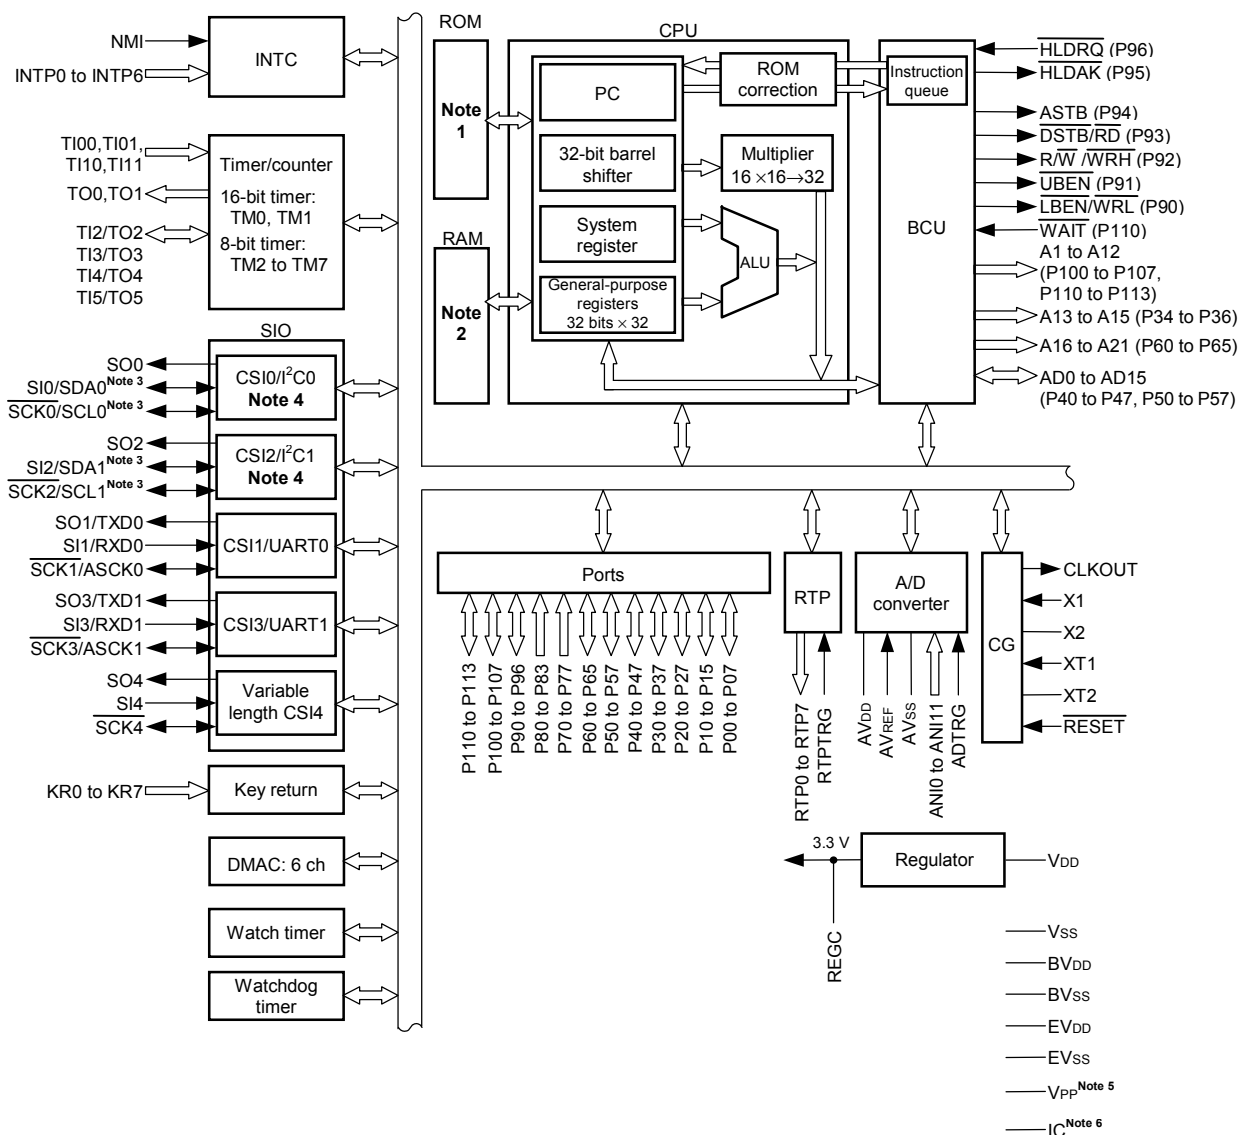 NMI
INTP0 to INTP6
INTC
TI00,TI01,
TI10,TI11
TO0,TO1
TI2/TO2
TI3/TO3
TI4/TO4
TI5/TO5
Timer/counter
16-bit timer:
TM0, TM1
8-bit timer:
TM2 to TM7
SIO
SO0
SI0/SDA0 Note 3
SCK0/SCL0 Note 3
CSI0/I²C0
Note 4
SO2
SI2/SDA1 Note 3
SCK2/SCL1 Note 3
CSI2/I²C1
Note 4
SO1/TXD0
SI1/RXD0
SCK1/ASCK0
CSI1/UART0
SO3/TXD1
SI3/RXD1
SCK3/ASCK1
CSI3/UART1
SO4
SI4
SCK4
Variable
length CSI4
KR0 to KR7
Key return
DMAC: 6 ch
Watch timer
Watchdog
timer
ROM
Note
1
RAM
Note
2
CPU
PC
32-bit barrel
shifter
System
register
General-purpose
registers
32 bits × 32
ROM
correction
Multiplier
16 ×16→32
ALU
Instruction
queue
BCU
HLDRQ (P96)
HLDAK (P95)
ASTB (P94)
DSTB/RD (P93)
R/W /WRH (P92)
UBEN (P91)
LBEN/WRL (P90)
WAIT (P110)
A1 to A12
(P100 to P107,
P110 to P113)
A13 to A15 (P34 to P36)
A16 to A21 (P60 to P65)
AD0 to AD15
(P40 to P47, P50 to P57)
Ports
P110 to P113
P100 to P107
P90 to P96
P80 to P83
P70 to P77
P60 to P65
P50 to P57
P40 to P47
P30 to P37
P20 to P27
P10 to P15
P00 to P07
RTP
RTP0 to RTP7
RTPTRG
A/D
converter
AVDD
AVREF
AVSS
ANI0 to ANI11
ADTRG
CG
CLKOUT
X1
X2
XT1
XT2
RESET
3.3 V
Regulator
VDD
REGC
VSS
BVDD
BVSS
EVDD
EVSS
VPP Note 5
IC Note 6